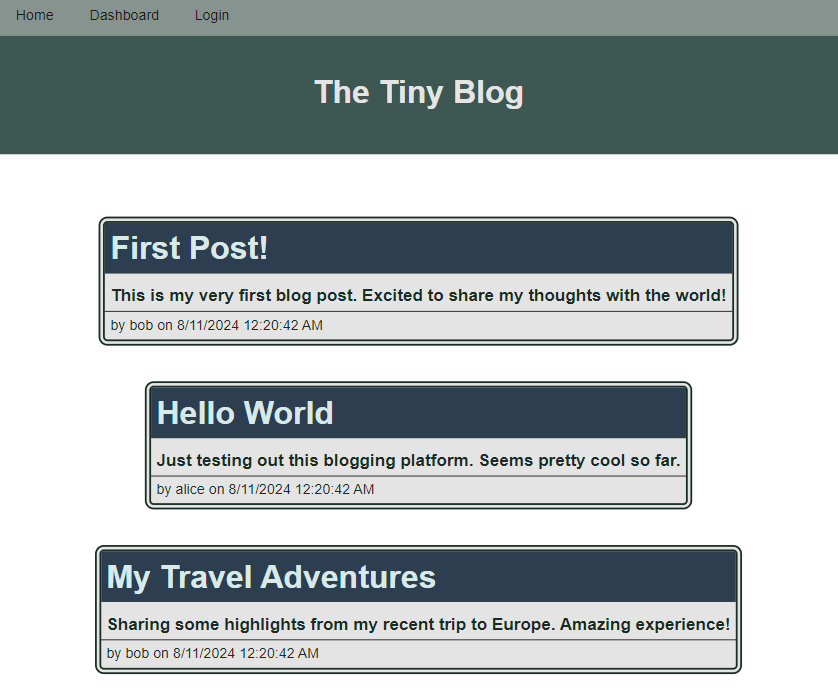 Home Dashboard Login
The Tiny Blog
First Post!
This is my very first blog post. Excited to share my thoughts with the world!
by bob on 8/11/2024 12:20:42 AM
Hello World
Just testing out this blogging platform. Seems pretty cool so far.
by alice on 8/11/2024 12:20:42 AM
My Travel Adventures
Sharing some highlights from my recent trip to Europe. Amazing experience!
by bob on 8/11/2024 12:20:42 AM